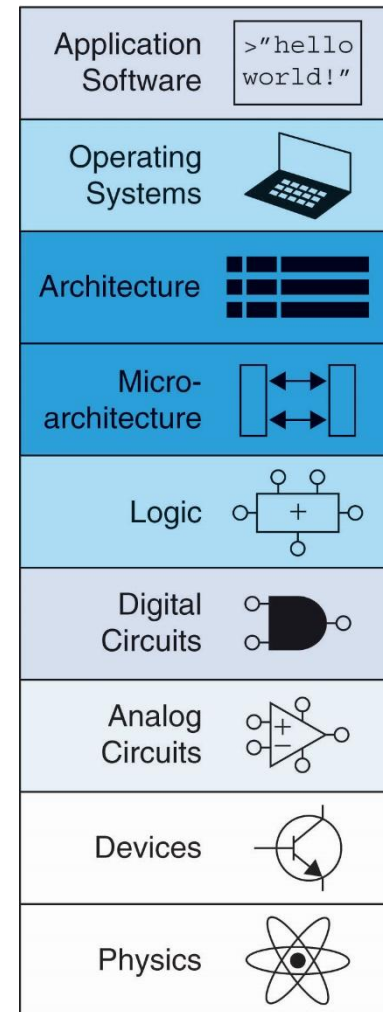 Application
Software
>"hello
world!"
Operating
Systems
Architecture
Micro-
architecture
Logic
+
Digital
Circuits
Analog
Circuits
+
−
Devices
Physics